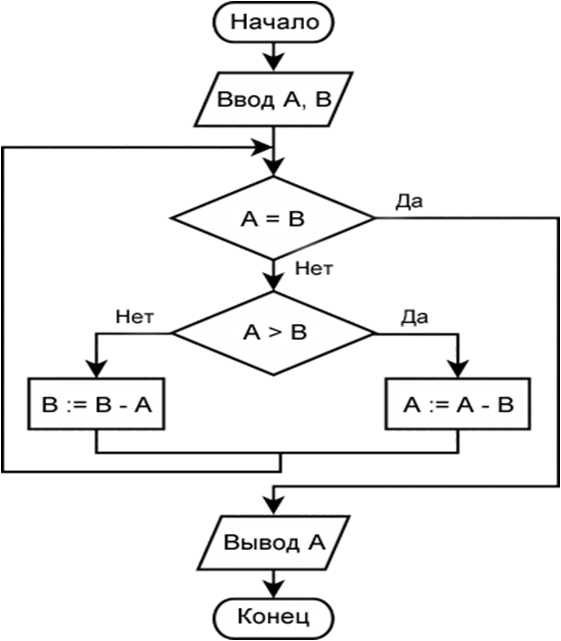 Начало
Ввод A, B
A = B
Да
Нет
A > B
Нет
Да
B := B - A
A := A - B
Вывод A
Конец